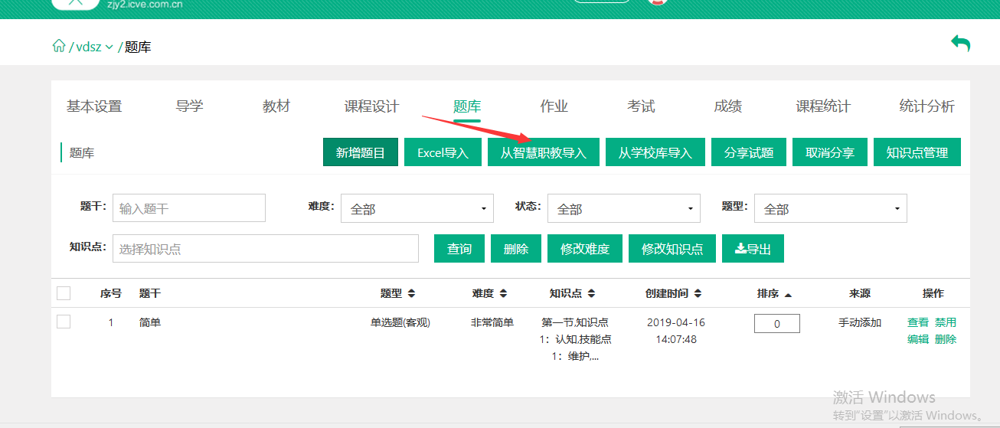 zjy2.icve.com.cn
/ vdsz / 题库
基本设置 导学 教材 课程设计 题库 作业 考试 成绩 课程统计 统计分析
题库 新增题目 Excel导入 从智慧职教导入 从学校库导入 分享试题 取消分享 知识点管理
题干: 输入题干 难度: 全部 状态: 全部 题型: 全部
知识点: 选择知识点 查询 删除 修改难度 修改知识点 导出
序号 题干 题型 难度 知识点 创建时间 排序 来源 操作
1 简单 单选题(客观) 非常简单 第一节,知识点 2019-04-16 0 手动添加 查看 禁用
1：认知,技能点 14:07:48 编辑 删除
1：维护,...
激活 Windows
转到"设置"以激活 Windows。